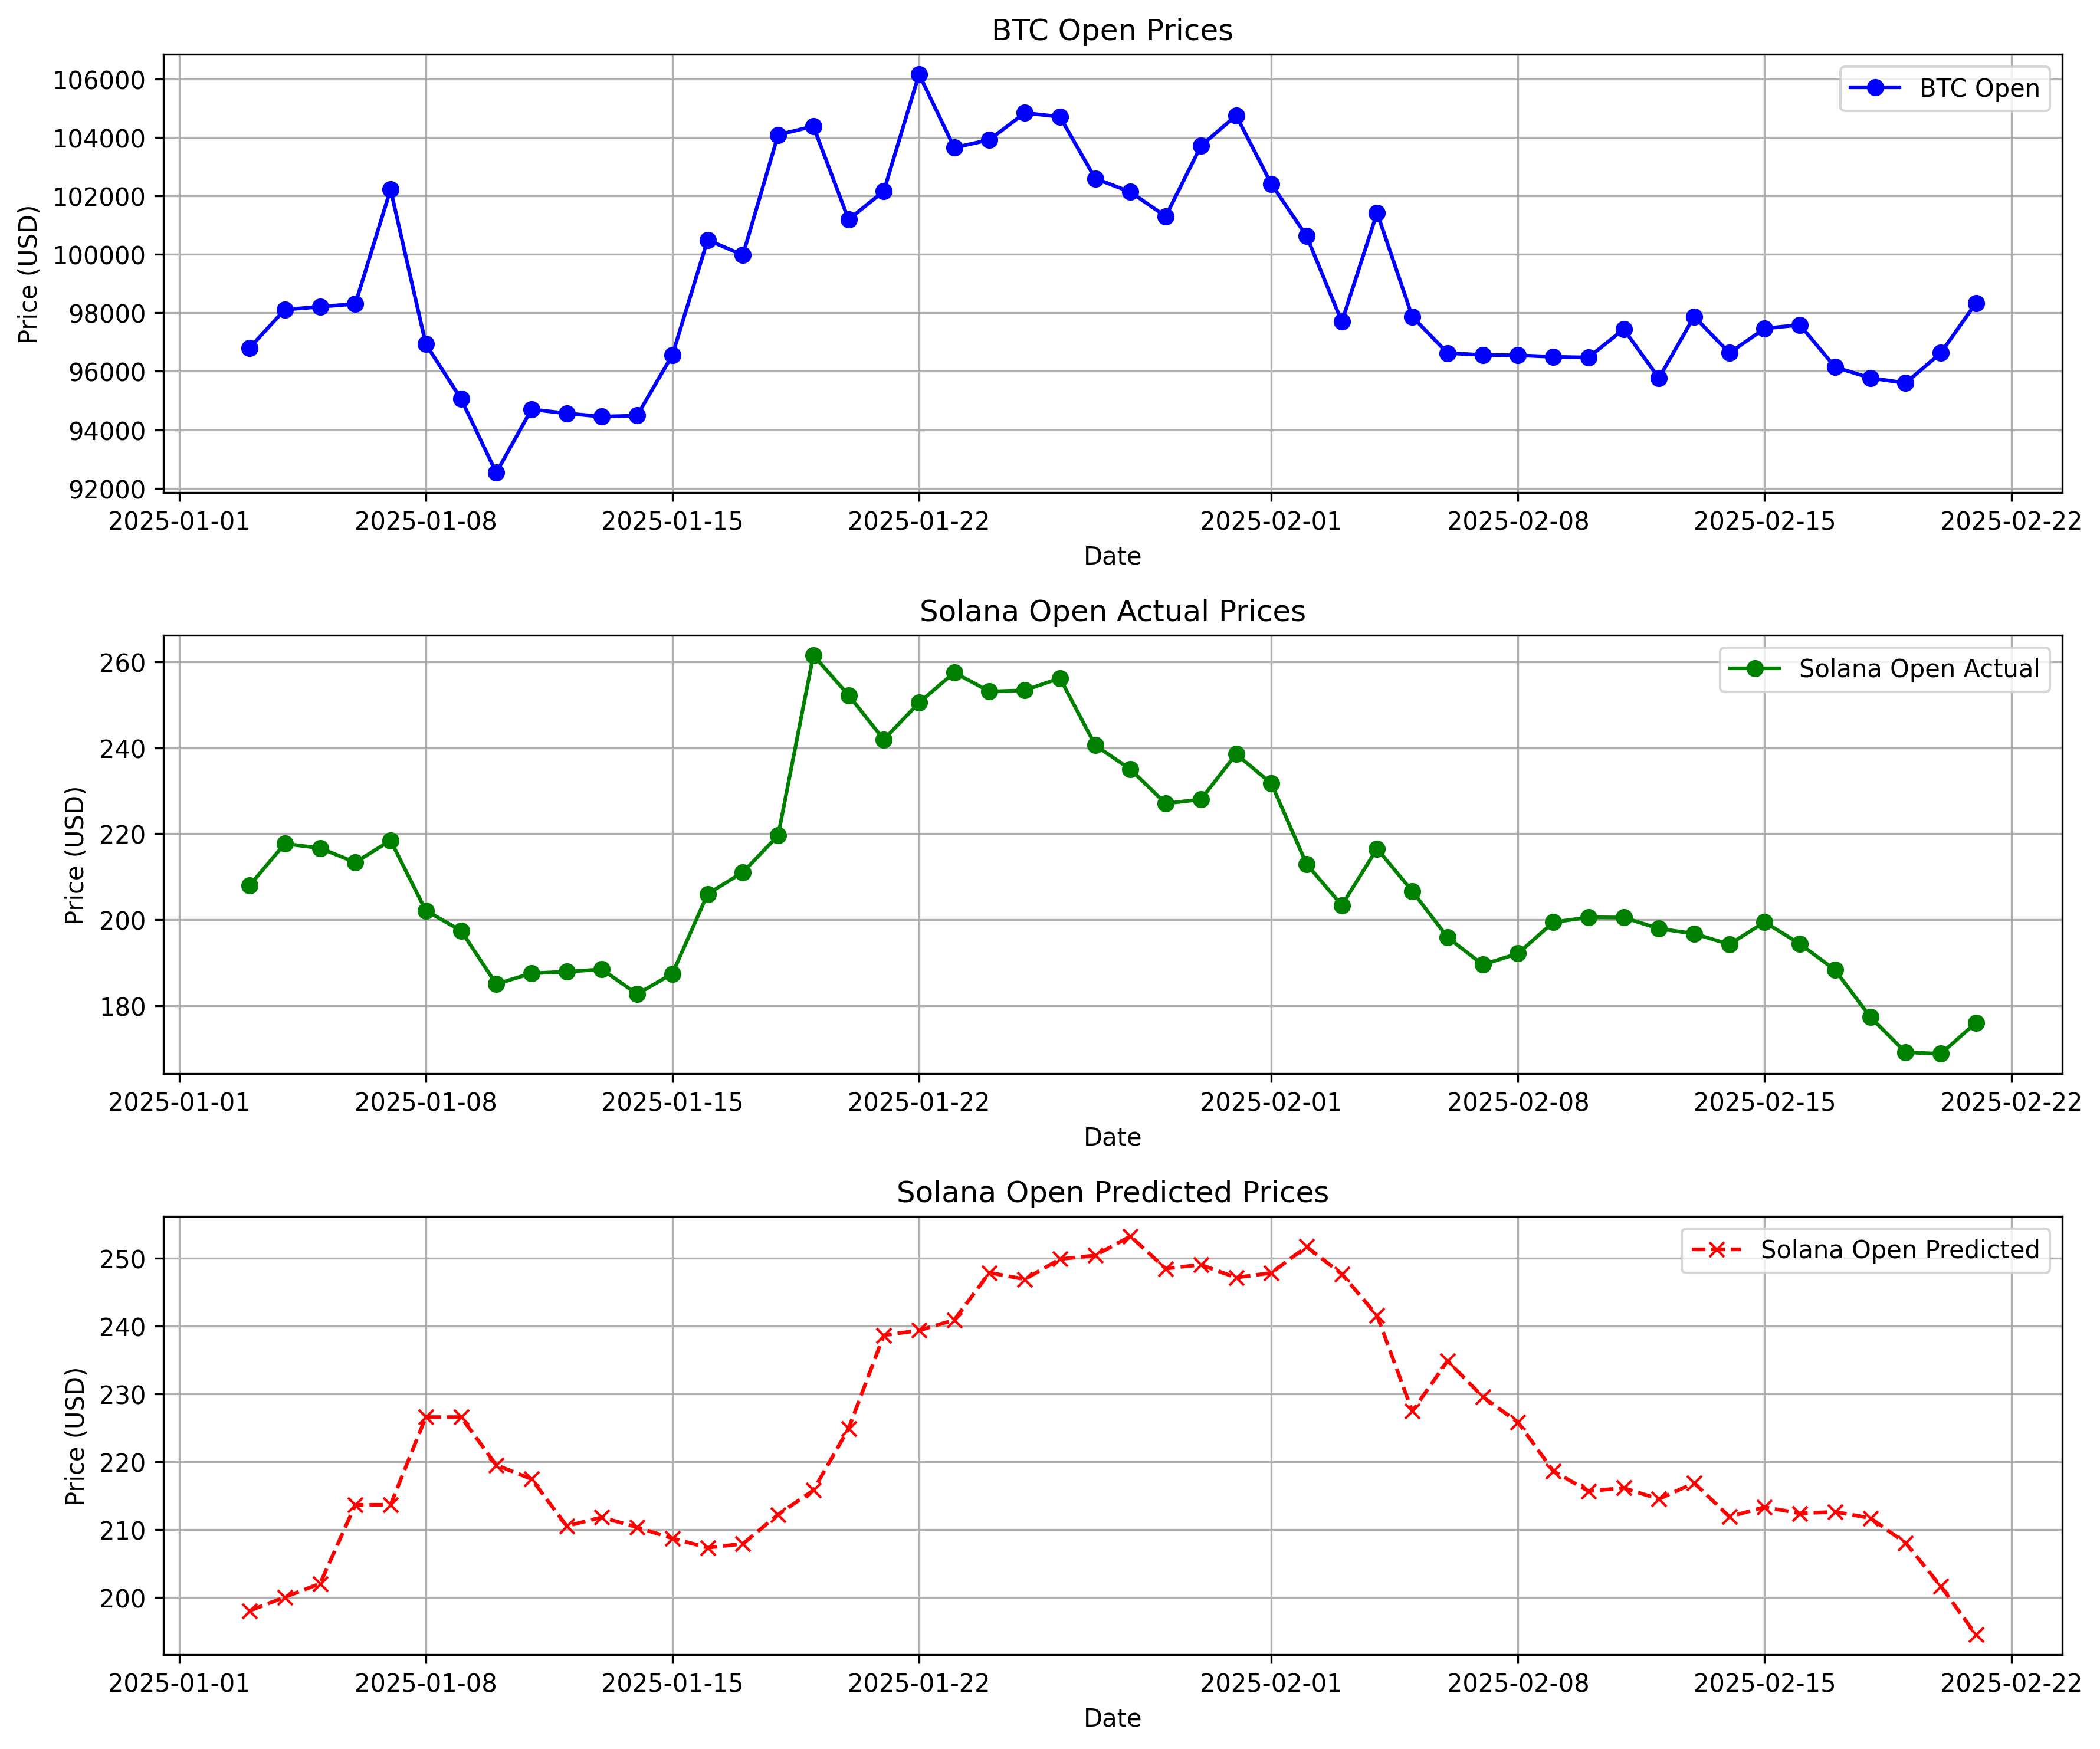 BTC Open Prices
BTC Open
Price (USD)
106000
104000
102000
100000
98000
96000
94000
92000
2025-01-01 2025-01-08 2025-01-15 2025-01-22 2025-02-01 2025-02-08 2025-02-15 2025-02-22
Date
Solana Open Actual Prices
Solana Open Actual
Price (USD)
260
240
220
200
180
2025-01-01 2025-01-08 2025-01-15 2025-01-22 2025-02-01 2025-02-08 2025-02-15 2025-02-22
Date
Solana Open Predicted Prices
Solana Open Predicted
Price (USD)
250
240
230
220
210
200
2025-01-01 2025-01-08 2025-01-15 2025-01-22 2025-02-01 2025-02-08 2025-02-15 2025-02-22
Date